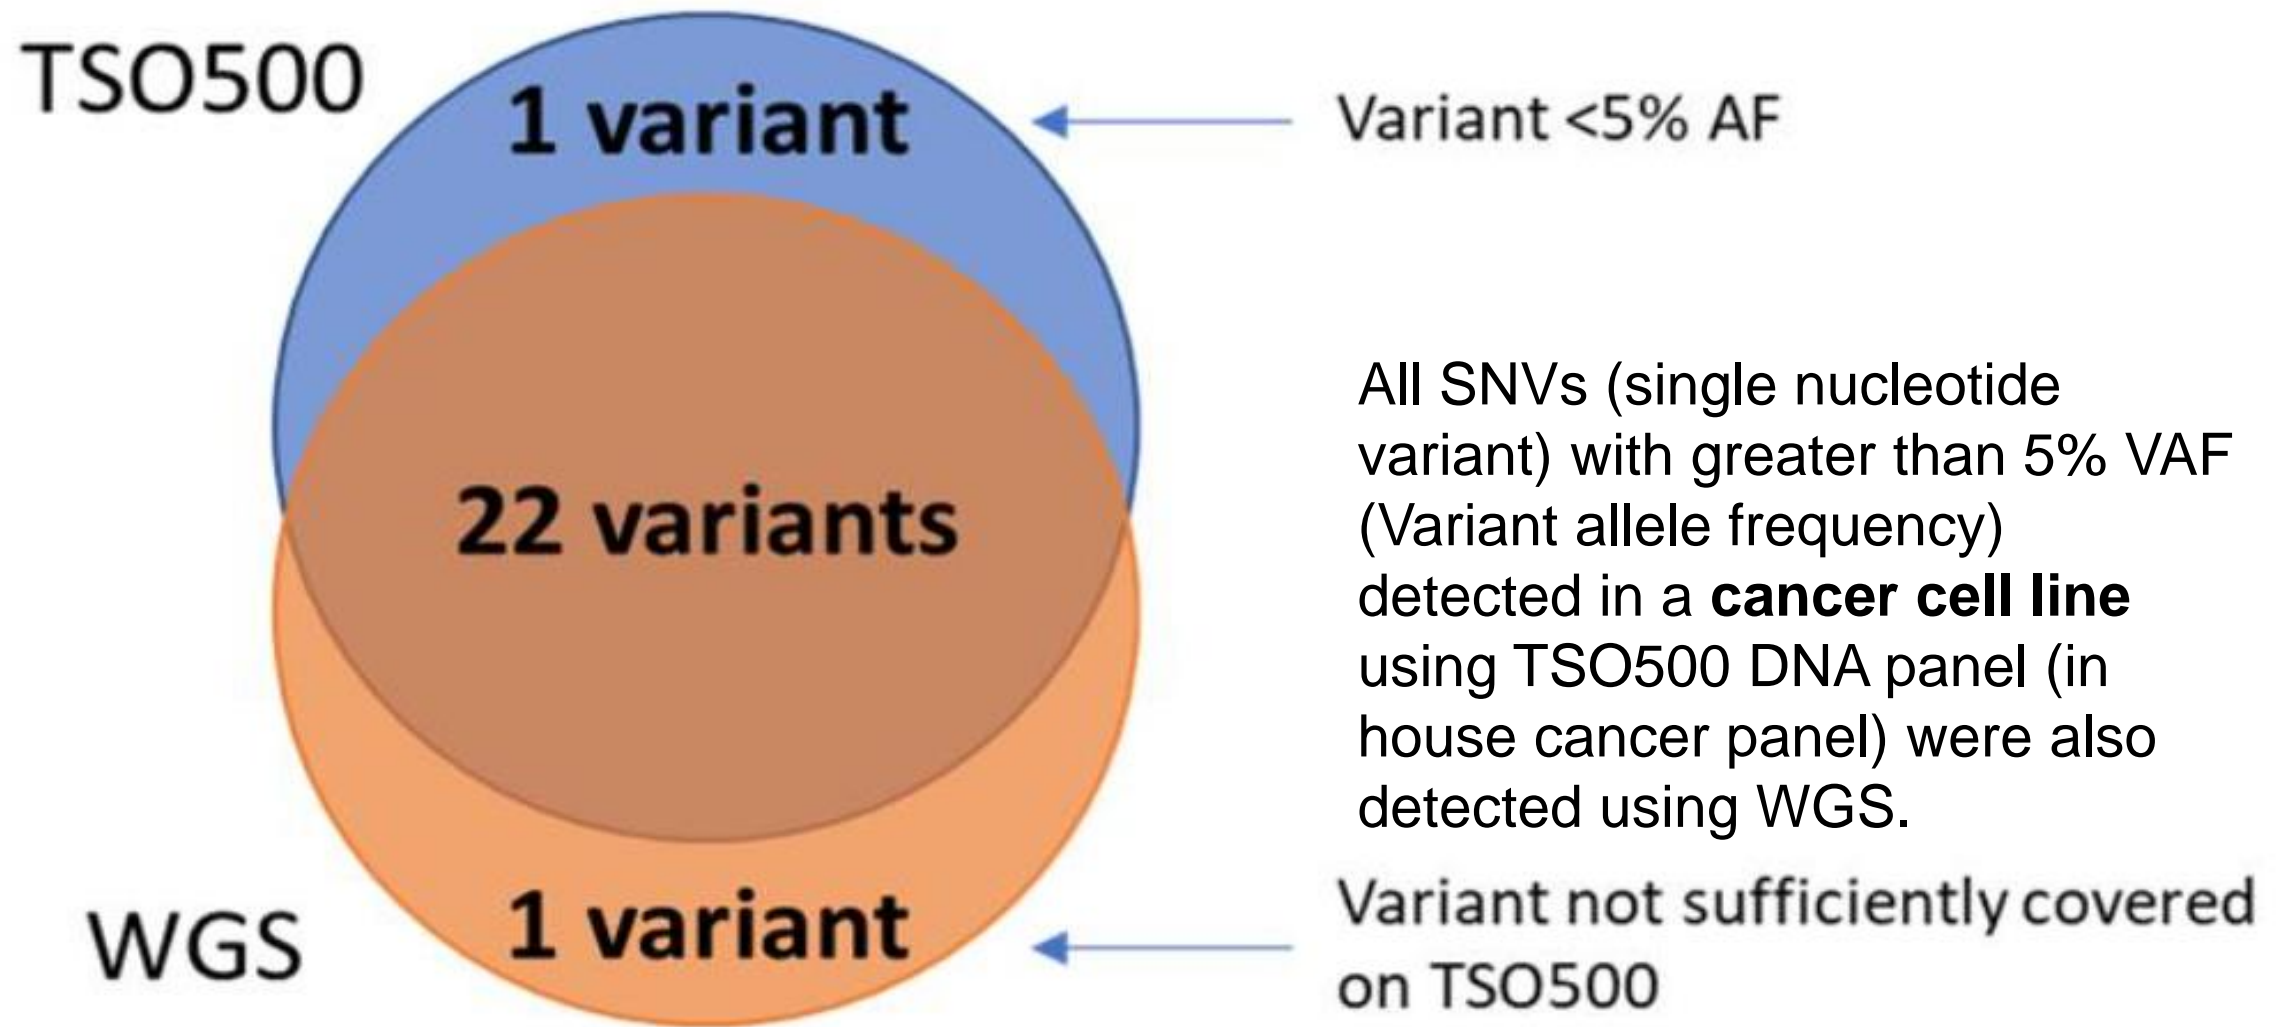 TSO500
1 variant
Variant <5% AF
22 variants
All SNVs (single nucleotide
variant) with greater than 5% VAF
(Variant allele frequency)
detected in a cancer cell line
using TSO500 DNA panel (in
house cancer panel) were also
detected using WGS.
WGS
1 variant
Variant not sufficiently covered
on TSO500